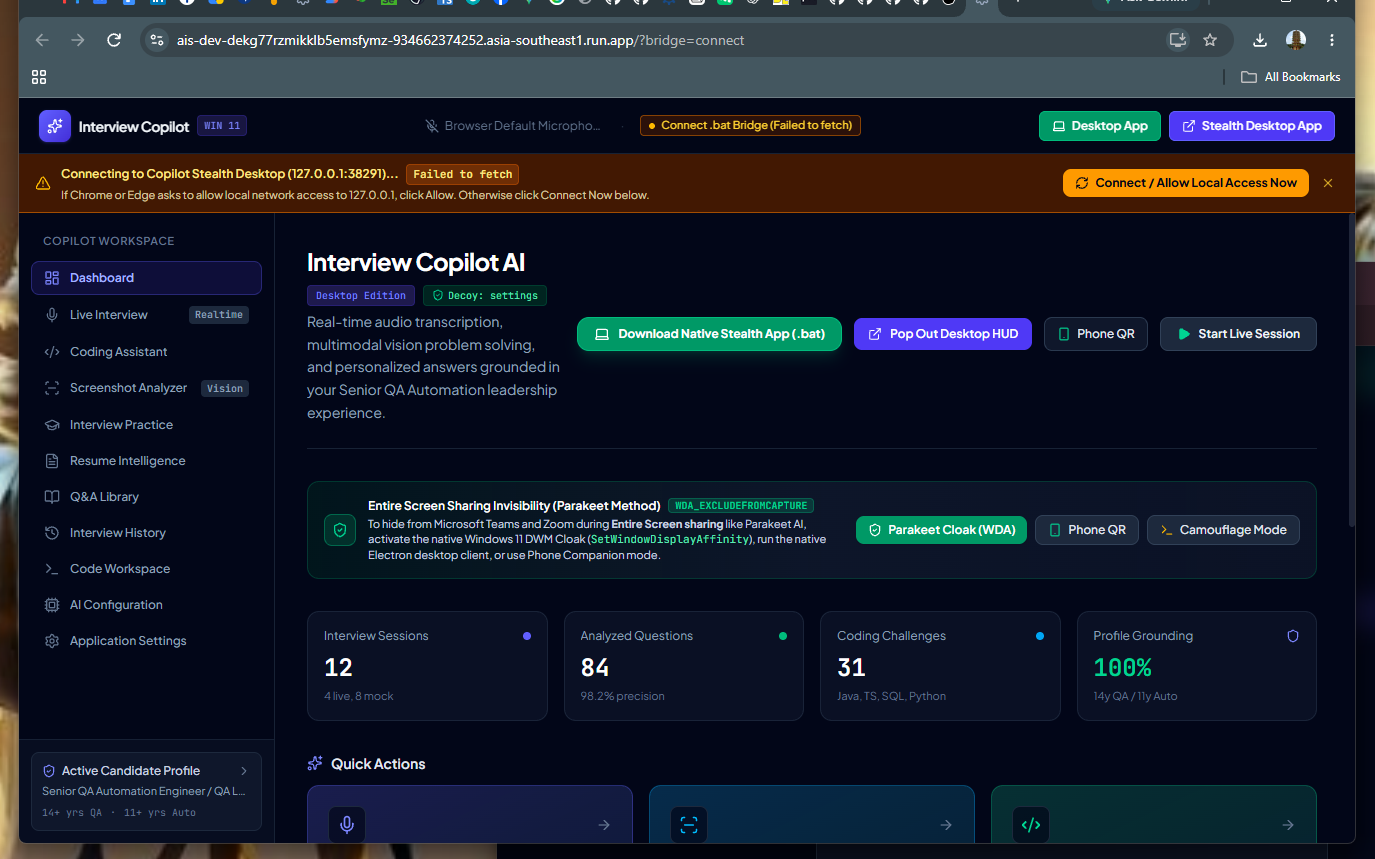 ais-dev-dekg77rzmikklb5emsfymz-934662374252.asia-southeast1.run.app/?bridge=connect
All Bookmarks
Interview Copilot WIN 11
Browser Default Micropho...
Connect .bat Bridge (Failed to fetch)
Desktop App
Stealth Desktop App
Connecting to Copilot Stealth Desktop (127.0.0.1:38291)... Failed to fetch
If Chrome or Edge asks to allow local network access to 127.0.0.1, click Allow. Otherwise click Connect Now below.
Connect / Allow Local Access Now
COPILOT WORKSPACE
Dashboard
Live Interview Realtime
Coding Assistant
Screenshot Analyzer Vision
Interview Practice
Resume Intelligence
Q&A Library
Interview History
Code Workspace
AI Configuration
Application Settings
Active Candidate Profile
Senior QA Automation Engineer / QA L...
14+ yrs QA · 11+ yrs Auto
Interview Copilot AI
Desktop Edition
Decoy: settings
Real-time audio transcription,
multimodal vision problem solving,
and personalized answers grounded in
your Senior QA Automation leadership
experience.
Download Native Stealth App (.bat)
Pop Out Desktop HUD
Phone QR
Start Live Session
Entire Screen Sharing Invisibility (Parakeet Method) WDA_EXCLUDEFROMCAPTURE
To hide from Microsoft Teams and Zoom during Entire Screen sharing like Parakeet AI,
activate the native Windows 11 DWM Cloak (SetWindowDisplayAffinity), run the native
Electron desktop client, or use Phone Companion mode.
Parakeet Cloak (WDA)
Phone QR
Camouflage Mode
Interview Sessions
12
4 live, 8 mock
Analyzed Questions
84
98.2% precision
Coding Challenges
31
Java, TS, SQL, Python
Profile Grounding
100%
14y QA / 11y Auto
Quick Actions